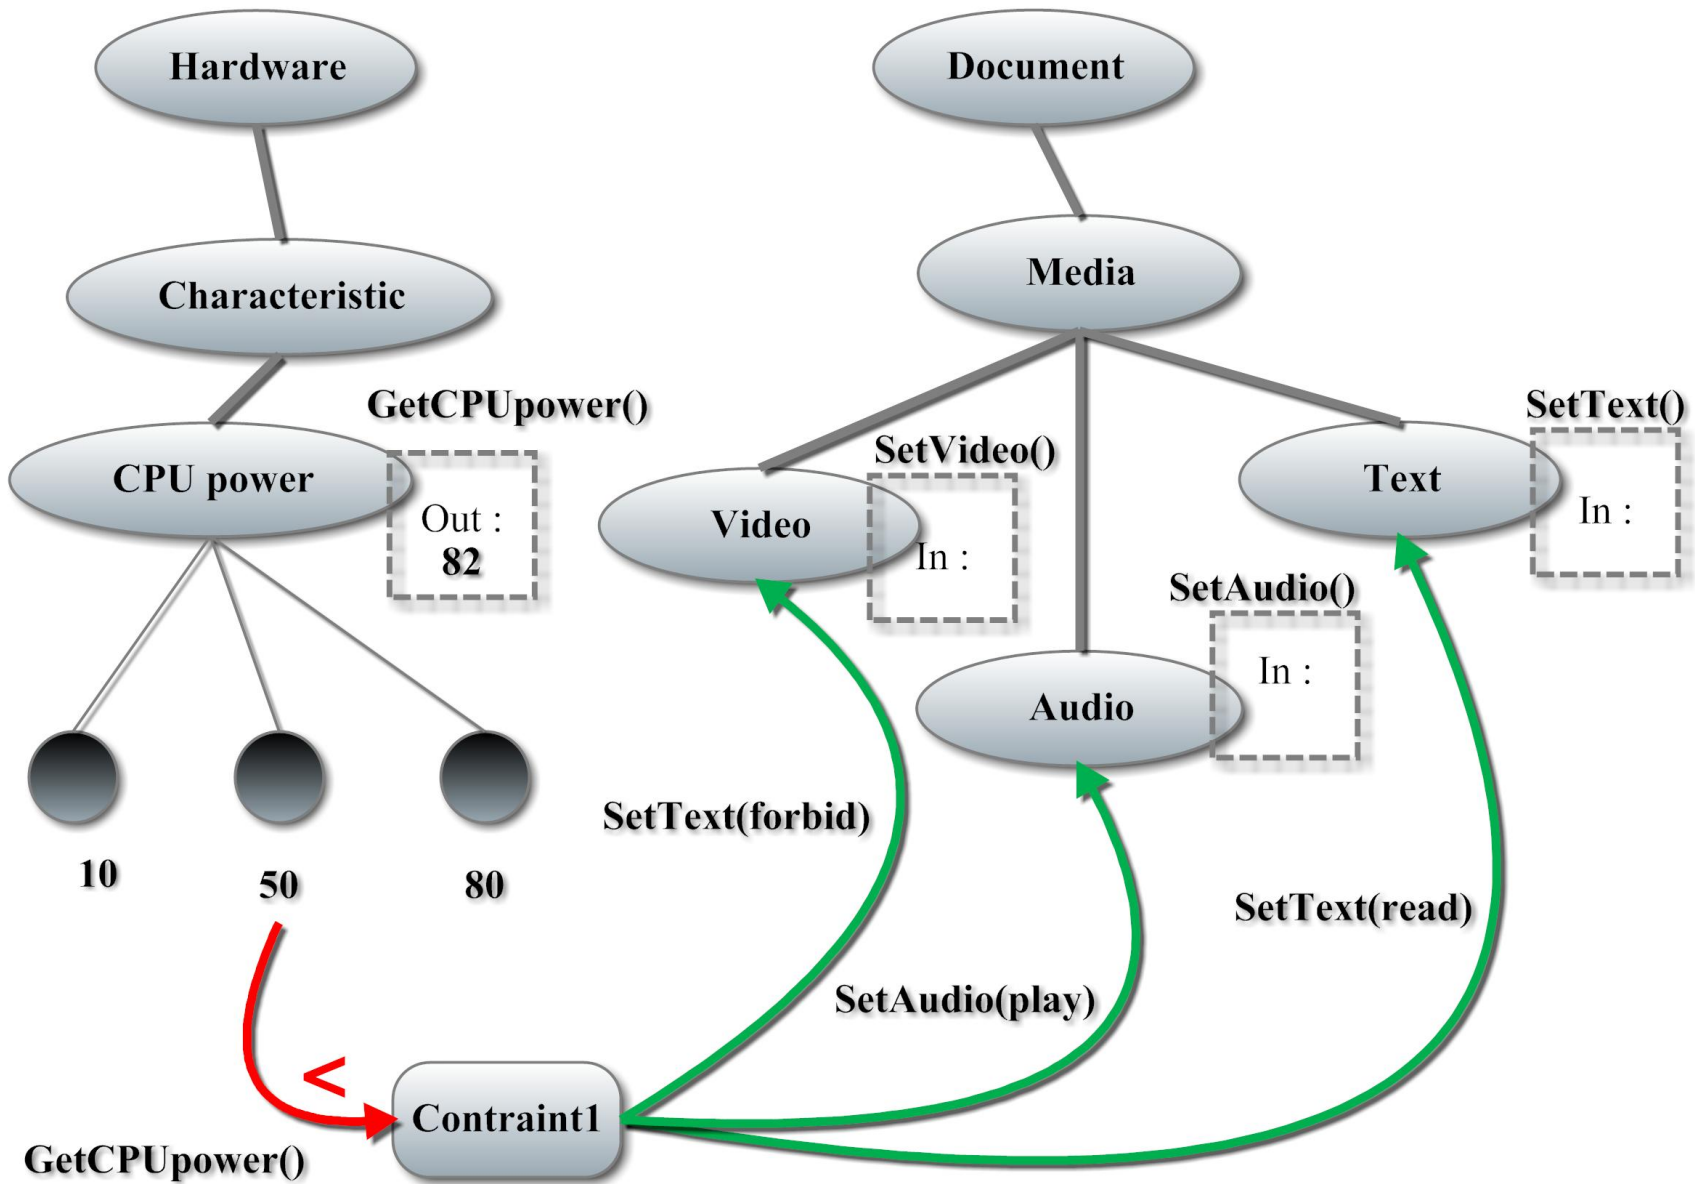 Hardware
Document
Characteristic
Media
GetCPUpower()
SetText()
SetVideo()
CPU power
Text
Out :
82
In :
Video
In :
SetAudio()
In :
Audio
SetText(forbid)
10
50
80
SetText(read)
SetAudio(play)
<
Contraint1
GetCPUpower()